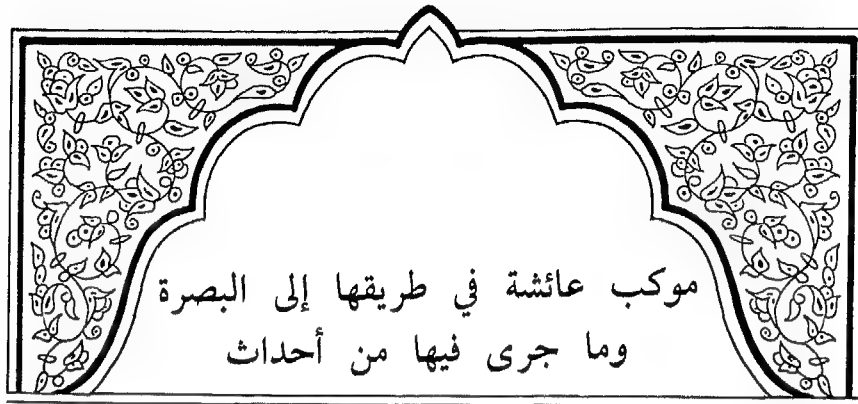 موكب عائشة في طريقها إلى البصرة
وما جرى فيها من أحداث